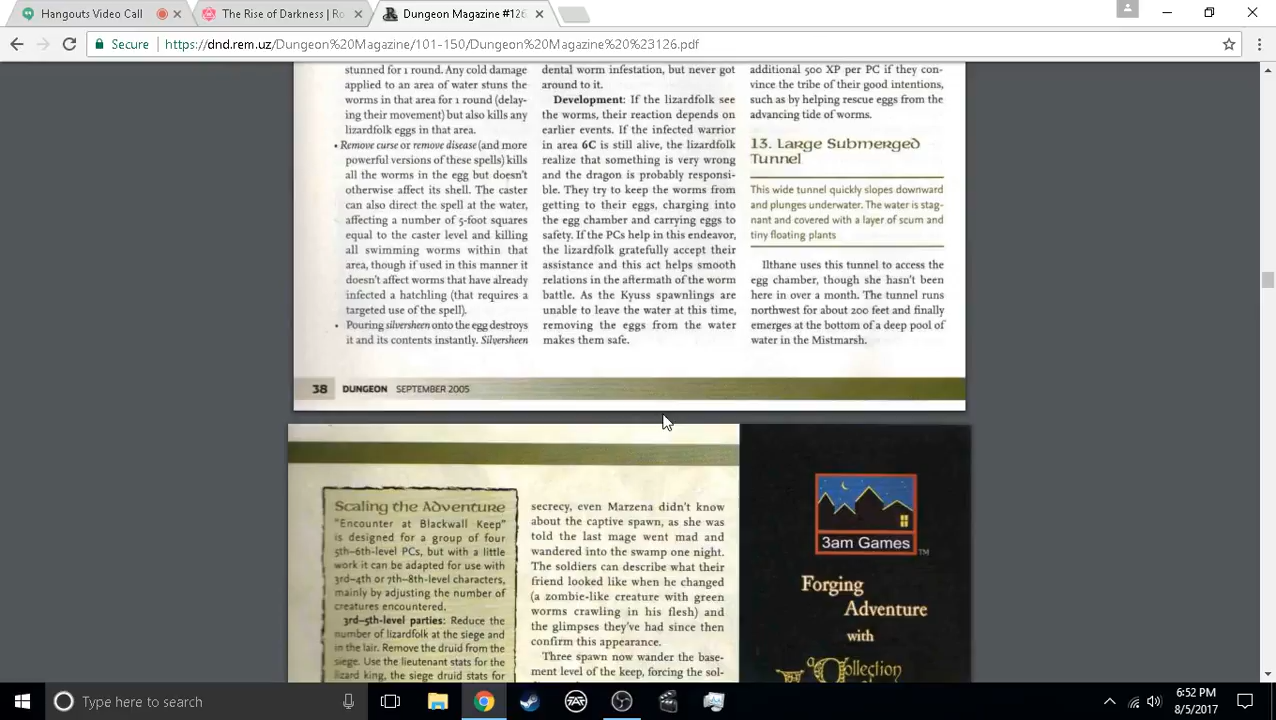 Hangouts Video Call
The Rise of Darkness | Ro
Dungeon Magazine #126
Secure
https://dnd.rem.uz/Dungeon%20Magazine/101-150/Dungeon%20Magazine%20%23126.pdf
stunned for 1 round. Any cold damage
applied to an area of water stuns the
worms in that area for 1 round (delay-
ing their movement) but also kills any
lizardfolk eggs in that area.
• Remove curse or remove disease (and more
powerful versions of these spells) kills
all the worms in the egg but doesn't
otherwise affect its shell. The caster
can also direct the spell at the water,
affecting a number of 5-foot squares
equal to the caster level and killing
all swimming worms within that
area, though if used in this manner it
doesn't affect worms that have already
infected a hatchling (that requires a
targeted use of the spell).
• Pouring silversheen onto the egg destroys
it and its contents instantly. Silversheen
dental worm infestation, but never got
around to it.
Development: If the lizardfolk see
the worms, their reaction depends on
earlier events. If the infected warrior
in area 6C is still alive, the lizardfolk
realize that something is very wrong
and the dragon is probably responsi-
ble. They try to keep the worms from
getting to their eggs, charging into
the egg chamber and carrying eggs to
safety. If the PCs help in this endeavor,
the lizardfolk gratefully accept their
assistance and this act helps smooth
relations in the aftermath of the worm
battle. As the Kyuss spawnlings are
unable to leave the water at this time,
removing the eggs from the water
makes them safe.
additional 500 XP per PC if they con-
vince the tribe of their good intentions,
such as by helping rescue eggs from the
advancing tide of worms.
13. Large Submerged
Tunnel
This wide tunnel quickly slopes downward
and plunges underwater. The water is stag-
nant and covered with a layer of scum and
tiny floating plants
Ilthane uses this tunnel to access the
egg chamber, though she hasn't been
here in over a month. The tunnel runs
northwest for about 200 feet and finally
emerges at the bottom of a deep pool of
water in the Mistmarsh.
38 DUNGEON SEPTEMBER 2005
Scaling the Adventure
"Encounter at Blackwall Keep"
is designed for a group of four
5th–6th-level PCs, but with a little
work it can be adapted for use with
3rd–4th or 7th–8th-level characters,
mainly by adjusting the number of
creatures encountered.
3rd–5th-level parties: Reduce the
number of lizardfolk at the siege and
in the lair. Remove the druid from the
siege. Use the lieutenant stats for the
lizard king, the siege druid stats for
secrecy, even Marzena didn't know
about the captive spawn, as she was
told the last mage went mad and
wandered into the swamp one night.
The soldiers can describe what their
friend looked like when he changed
(a zombie-like creature with green
worms crawling in his flesh) and
the glimpses they've had since then
confirm this appearance.
Three spawn now wander the base-
ment level of the keep, forcing the sol-
3am Games
TM
Forging
Adventure
with
a Collection
Type here to search
6:52 PM
8/5/2017